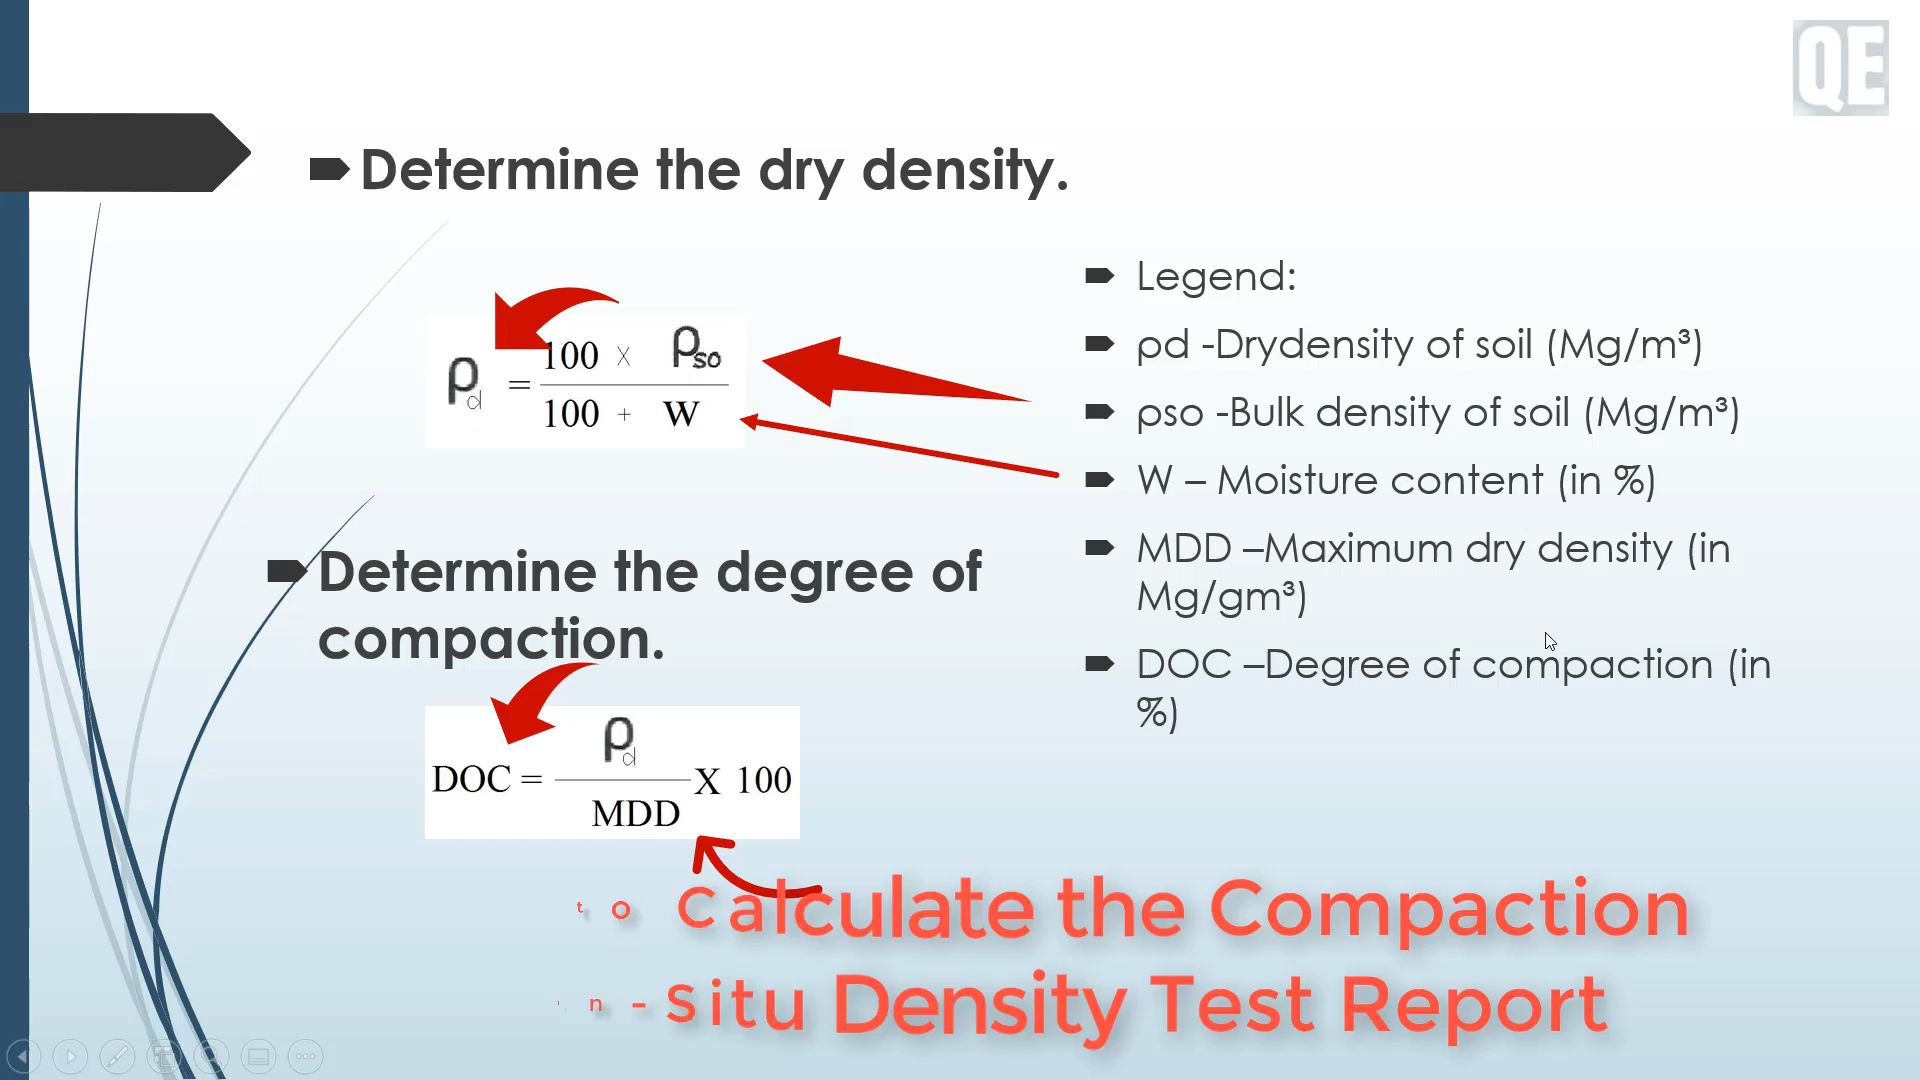 QE
Determine the dry density.
100 x ρso
ρd = 
100 + W
Legend:
ρd -Drydensity of soil (Mg/m³)
ρso -Bulk density of soil (Mg/m³)
W – Moisture content (in %)
MDD –Maximum dry density (in
Mg/gm³)
DOC –Degree of compaction (in
%)
Determine the degree of
compaction.
ρd
DOC = X 100
MDD
to Calculate the Compaction
n-Situ Density Test Report